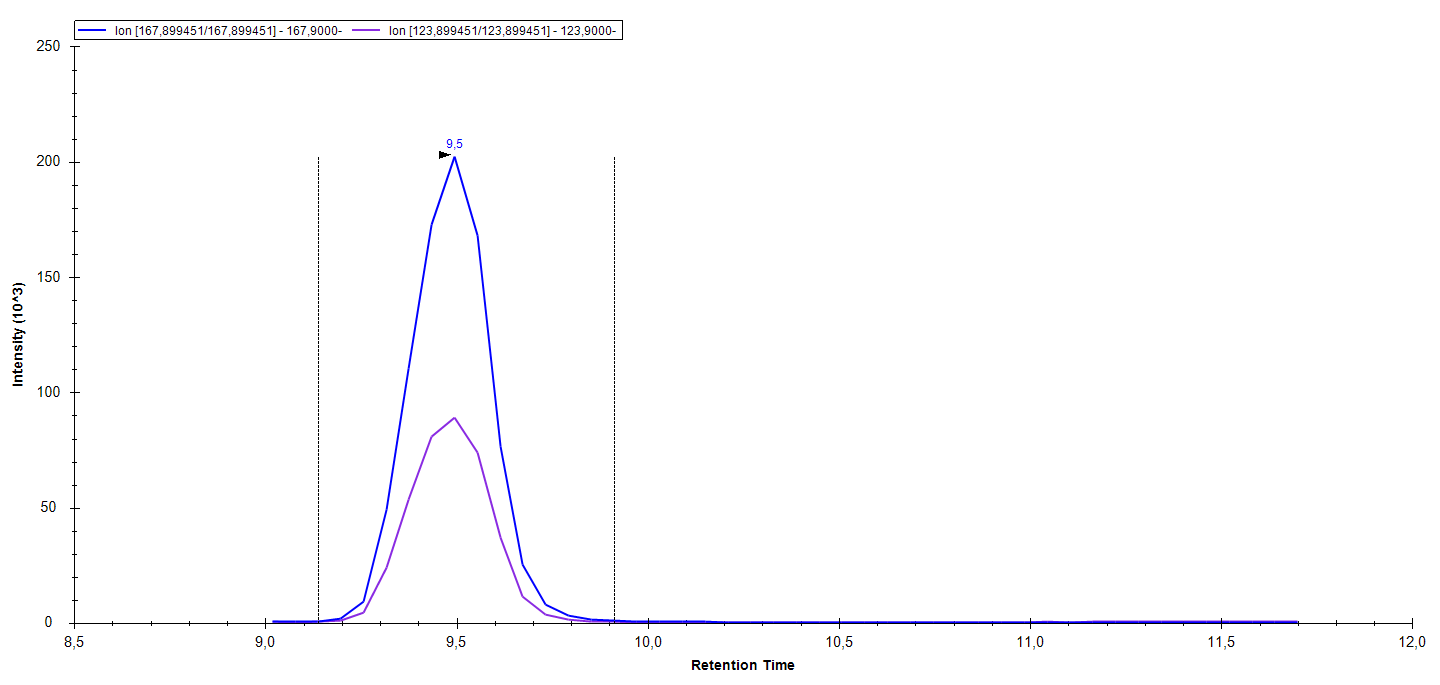 Ion [167,899451/167,899451] - 167,9000- Ion [123,899451/123,899451] - 123,9000-
250
9,5
200
150
Intensity (10^3)
100
50
0
8,5 9,0 9,5 10,0 10,5 11,0 11,5 12,0
Retention Time